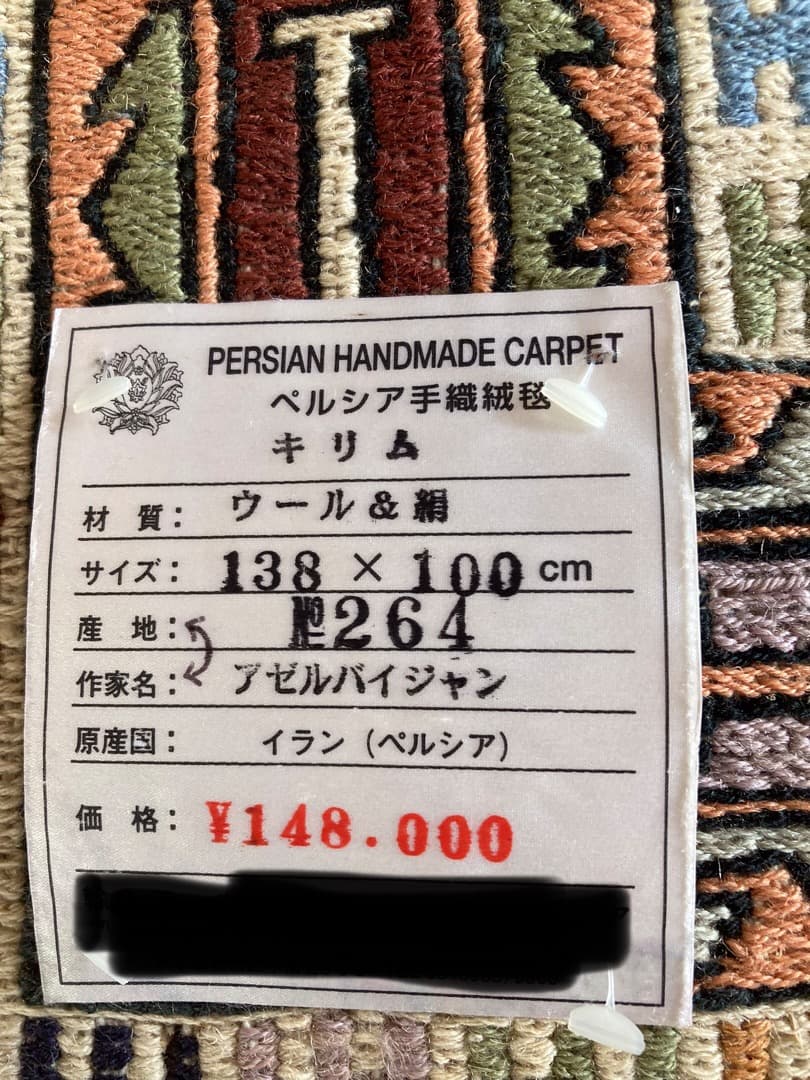 PERSIAN HANDMADE CARPET
ペルシア手織絨毯
キリム
材 質: ウール&絹
サイズ: 138 × 100 cm
産 地: №264
作家名: アゼルバイジャン
原産国: イラン (ペルシア)
価 格: ¥148.000